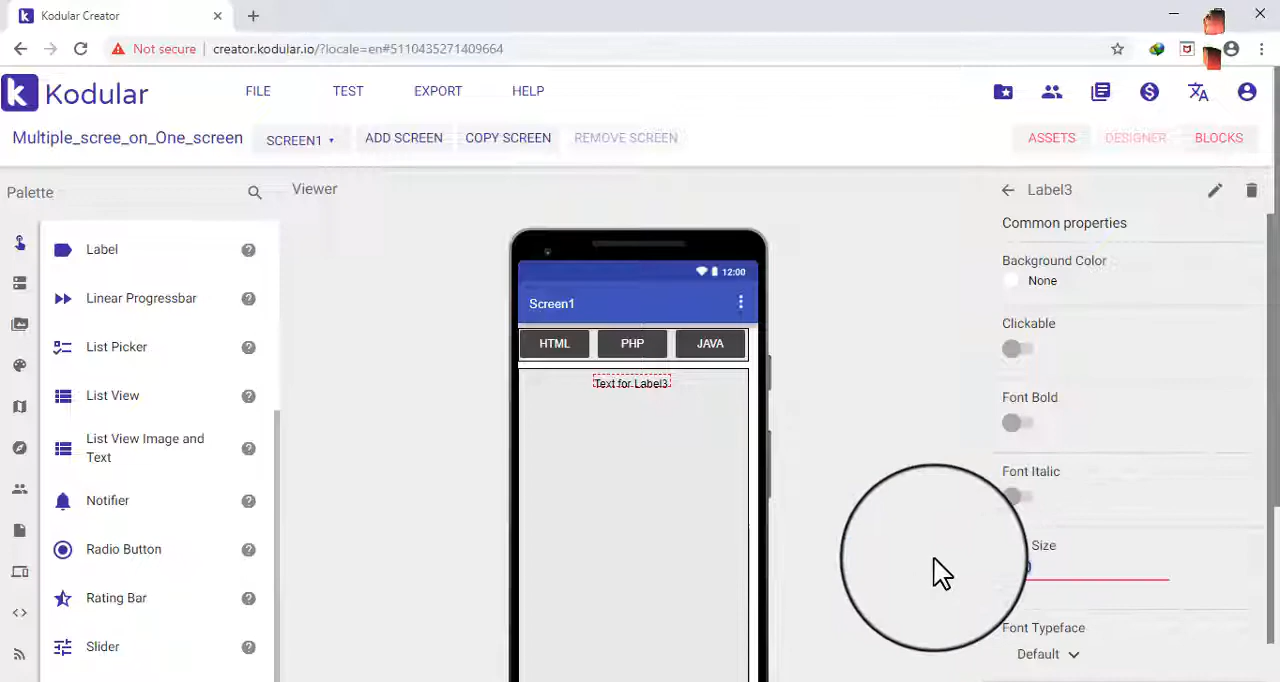 Kodular Creator
Not secure
creator.kodular.io/?locale=en#5110435271409664
Kodular
FILE
TEST
EXPORT
HELP
Multiple_scree_on_One_screen
SCREEN1
ADD SCREEN
COPY SCREEN
REMOVE SCREEN
ASSETS
DESIGNER
BLOCKS
Palette
Viewer
Label3
Common properties
Label
Linear Progressbar
List Picker
List View
List View Image and
Text
Notifier
Radio Button
Rating Bar
Slider
12:00
Screen1
HTML
PHP
JAVA
Text for Label3
Background Color
None
Clickable
Font Bold
Font Italic
Size
Font Typeface
Default